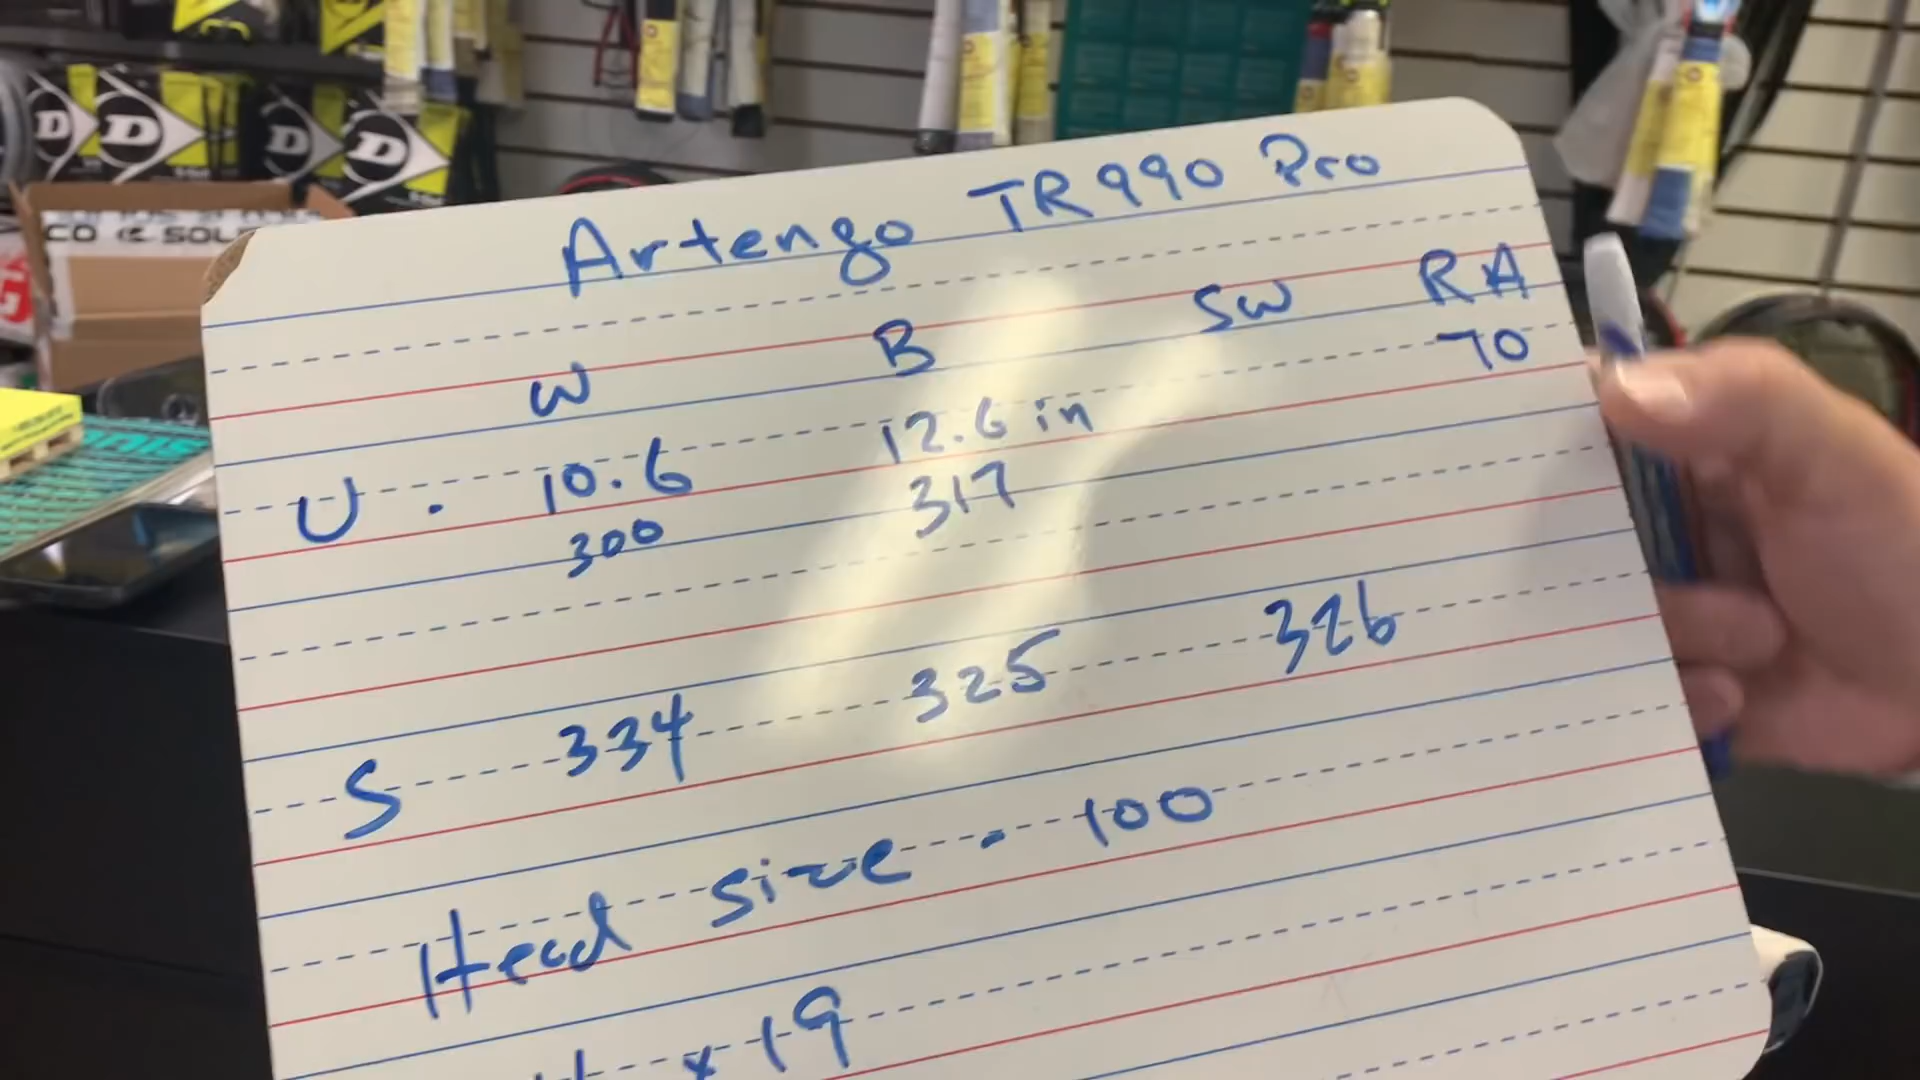 Artengo TR990 Pro
W B SW RA
U . 10.6 12.6 in 70
300 317
S 334 325 326
Head size . 100
x 19
D D D D